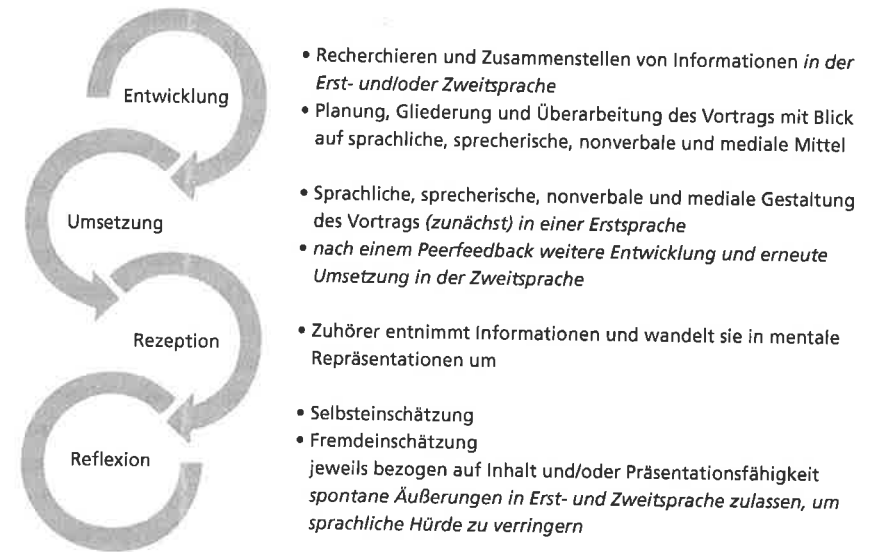 Entwicklung
• Recherchieren und Zusammenstellen von Informationen in der
Erst- und/oder Zweitsprache
• Planung, Gliederung und Überarbeitung des Vortrags mit Blick
auf sprachliche, sprecherische, nonverbale und mediale Mittel
Umsetzung
• Sprachliche, sprecherische, nonverbale und mediale Gestaltung
des Vortrags (zunächst) in einer Erstsprache
• nach einem Peerfeedback weitere Entwicklung und erneute
Umsetzung in der Zweitsprache
Rezeption
• Zuhörer entnimmt Informationen und wandelt sie in mentale
Repräsentationen um
Reflexion
• Selbsteinschätzung
• Fremdeinschätzung
jeweils bezogen auf Inhalt und/oder Präsentationsfähigkeit
spontane Äußerungen in Erst- und Zweitsprache zulassen, um
sprachliche Hürde zu verringern